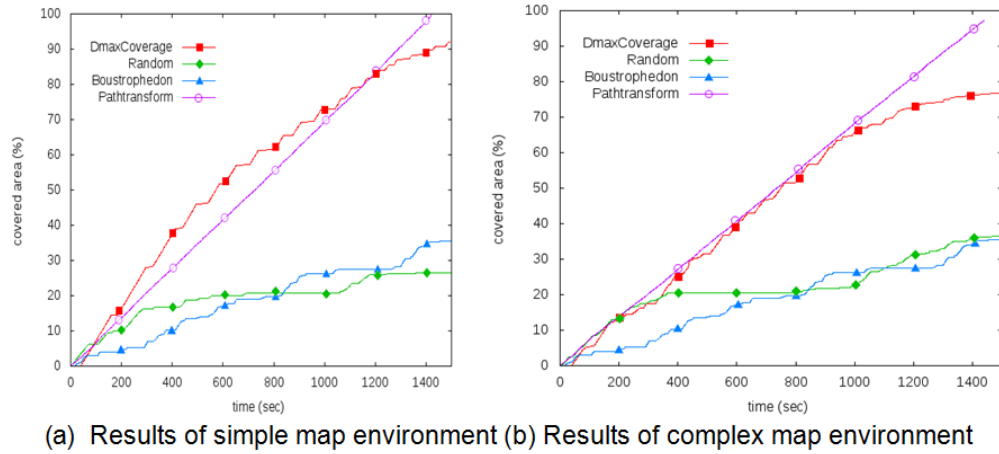 100
90
80
70
60
50
40
30
20
10
0
covered area (%)
DmaxCoverage
Random
Boustrophedon
Pathtransform
0 200 400 600 800 1000 1200 1400
time (sec)
100
90
80
70
60
50
40
30
20
10
0
covered area (%)
DmaxCoverage
Random
Boustrophedon
Pathtransform
0 200 400 600 800 1000 1200 1400
time (sec)
(a) Results of simple map environment (b) Results of complex map environment